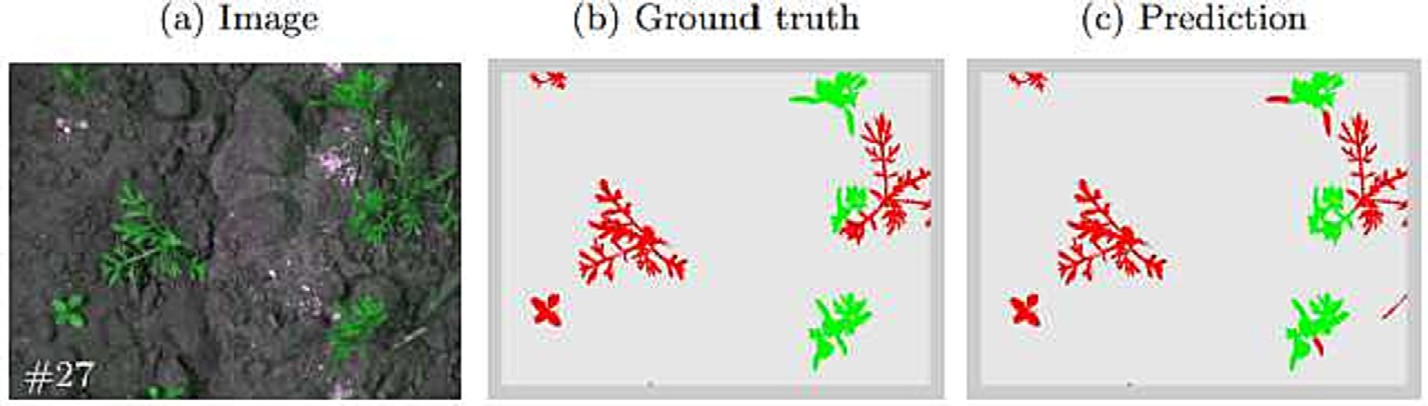 (a) Image
(b) Ground truth
(c) Prediction
#27